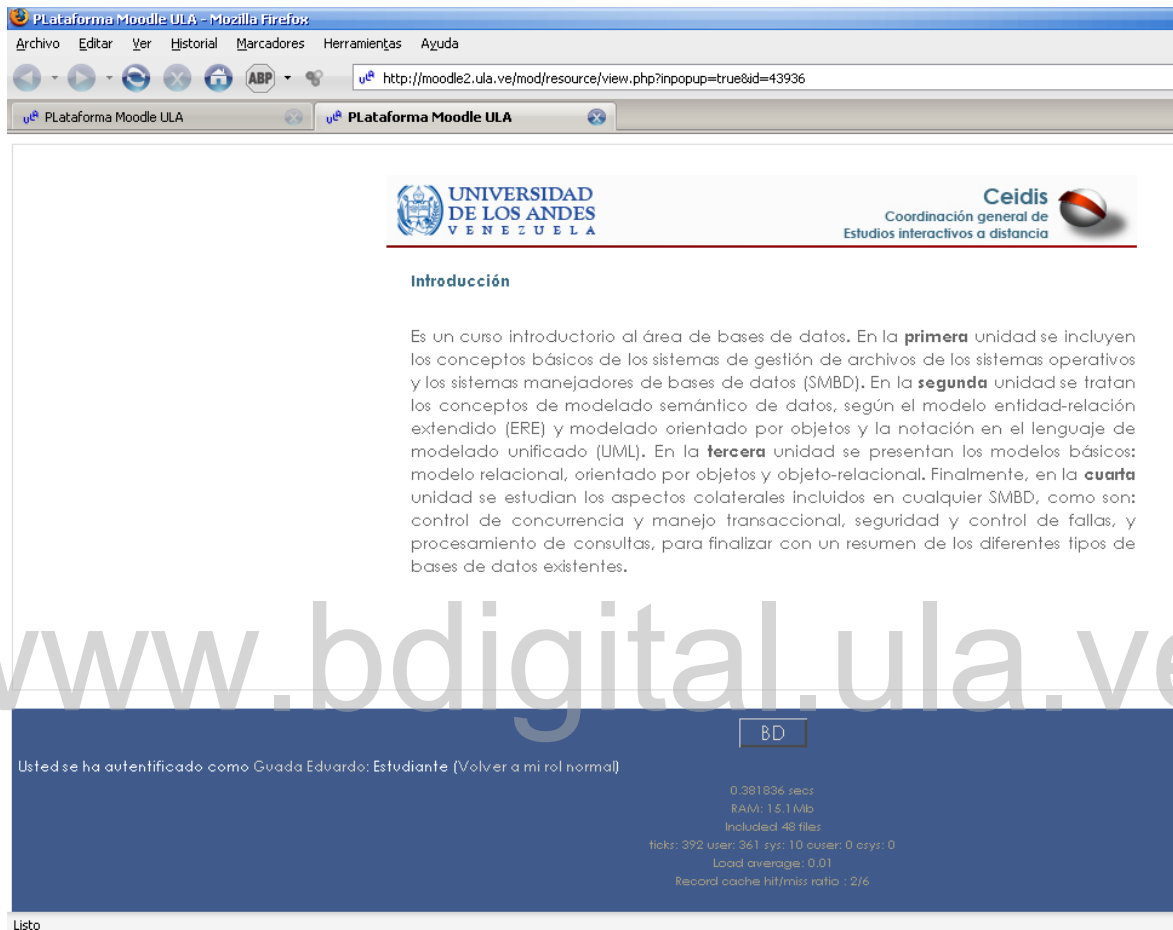 PLataforma Moodle ULA - Mozilla Firefox
Archivo Editar Ver Historial Marcadores Herramientas Ayuda
ABP
ULA http://moodle2.ula.ve/mod/resource/view.php?inpopup=true&id=43936
ULA PLataforma Moodle ULA ULA PLataforma Moodle ULA
UNIVERSIDAD
DE LOS ANDES
VENEZUELA
Ceidis
Coordinación general de
Estudios interactivos a distancia
Introducción
Es un curso introductorio al área de bases de datos. En la primera unidad se incluyen
los conceptos básicos de los sistemas de gestión de archivos de los sistemas operativos
y los sistemas manejadores de bases de datos (SMBD). En la segunda unidad se tratan
los conceptos de modelado semántico de datos, según el modelo entidad-relación
extendido (ERE) y modelado orientado por objetos y la notación en el lenguaje de
modelado unificado (UML). En la tercera unidad se presentan los modelos básicos:
modelo relacional, orientado por objetos y objeto-relacional. Finalmente, en la cuarta
unidad se estudian los aspectos colaterales incluidos en cualquier SMBD, como son:
control de concurrencia y manejo transaccional, seguridad y control de fallas, y
procesamiento de consultas, para finalizar con un resumen de los diferentes tipos de
bases de datos existentes.
www.bdigital.ula.ve
BD
Usted se ha autentificado como Guada Eduardo: Estudiante (Volver a mi rol normal)
0.381836 secs
RAM: 15.1Mb
Included 48 files
ticks: 392 user: 361 sys: 10 cuser: 0 csys: 0
Load average: 0.01
Record cache hit/miss ratio : 2/6
Listo